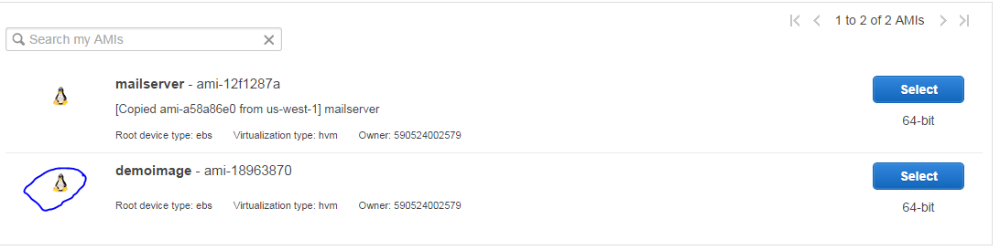 1 to 2 of 2 AMIs
Search my AMIs
mailserver - ami-12f1287a
Select
[Copied ami-a58a86e0 from us-west-1] mailserver
64-bit
Root device type: ebs Virtualization type: hvm Owner: 590524002579
demoimage - ami-18963870
Select
64-bit
Root device type: ebs Virtualization type: hvm Owner: 590524002579